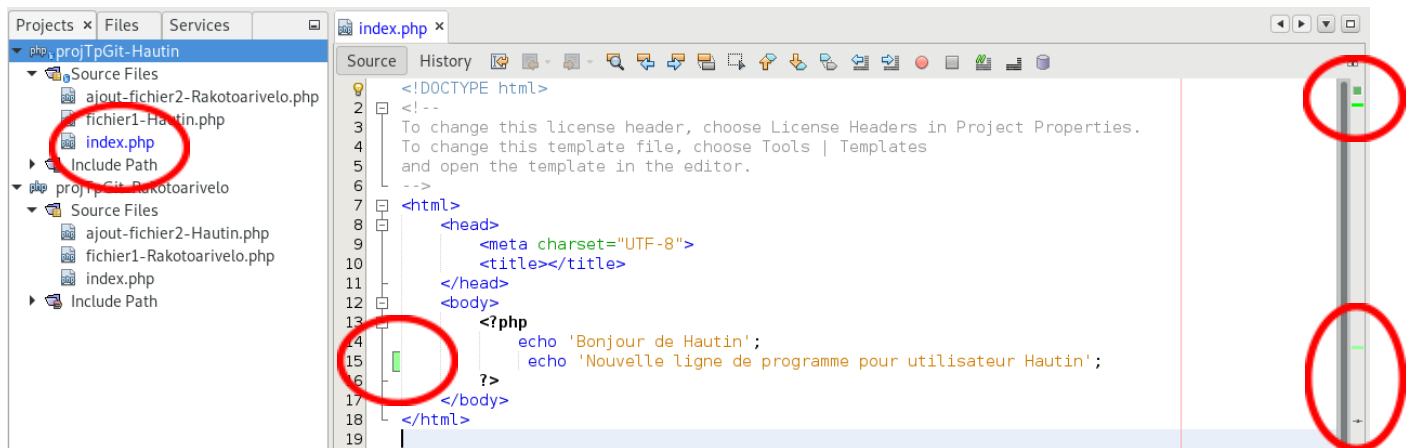 Projects × Files Services
php projTpGit-Hautin
Source Files
ajout-fichier2-Rakotoarivelo.php
fichier1-Hautin.php
index.php
Include Path
php projTpGit-Rakotoarivelo
Source Files
ajout-fichier2-Hautin.php
fichier1-Rakotoarivelo.php
index.php
Include Path
index.php ×
Source History
<!DOCTYPE html>
2 <!--
3 To change this license header, choose License Headers in Project Properties.
4 To change this template file, choose Tools | Templates
5 and open the template in the editor.
6 -->
7 <html>
8 <head>
9 <meta charset="UTF-8">
10 <title></title>
11 </head>
12 <body>
13 <?php
14 echo 'Bonjour de Hautin';
15 echo 'Nouvelle ligne de programme pour utilisateur Hautin';
16 ?>
17 </body>
18 </html>
19